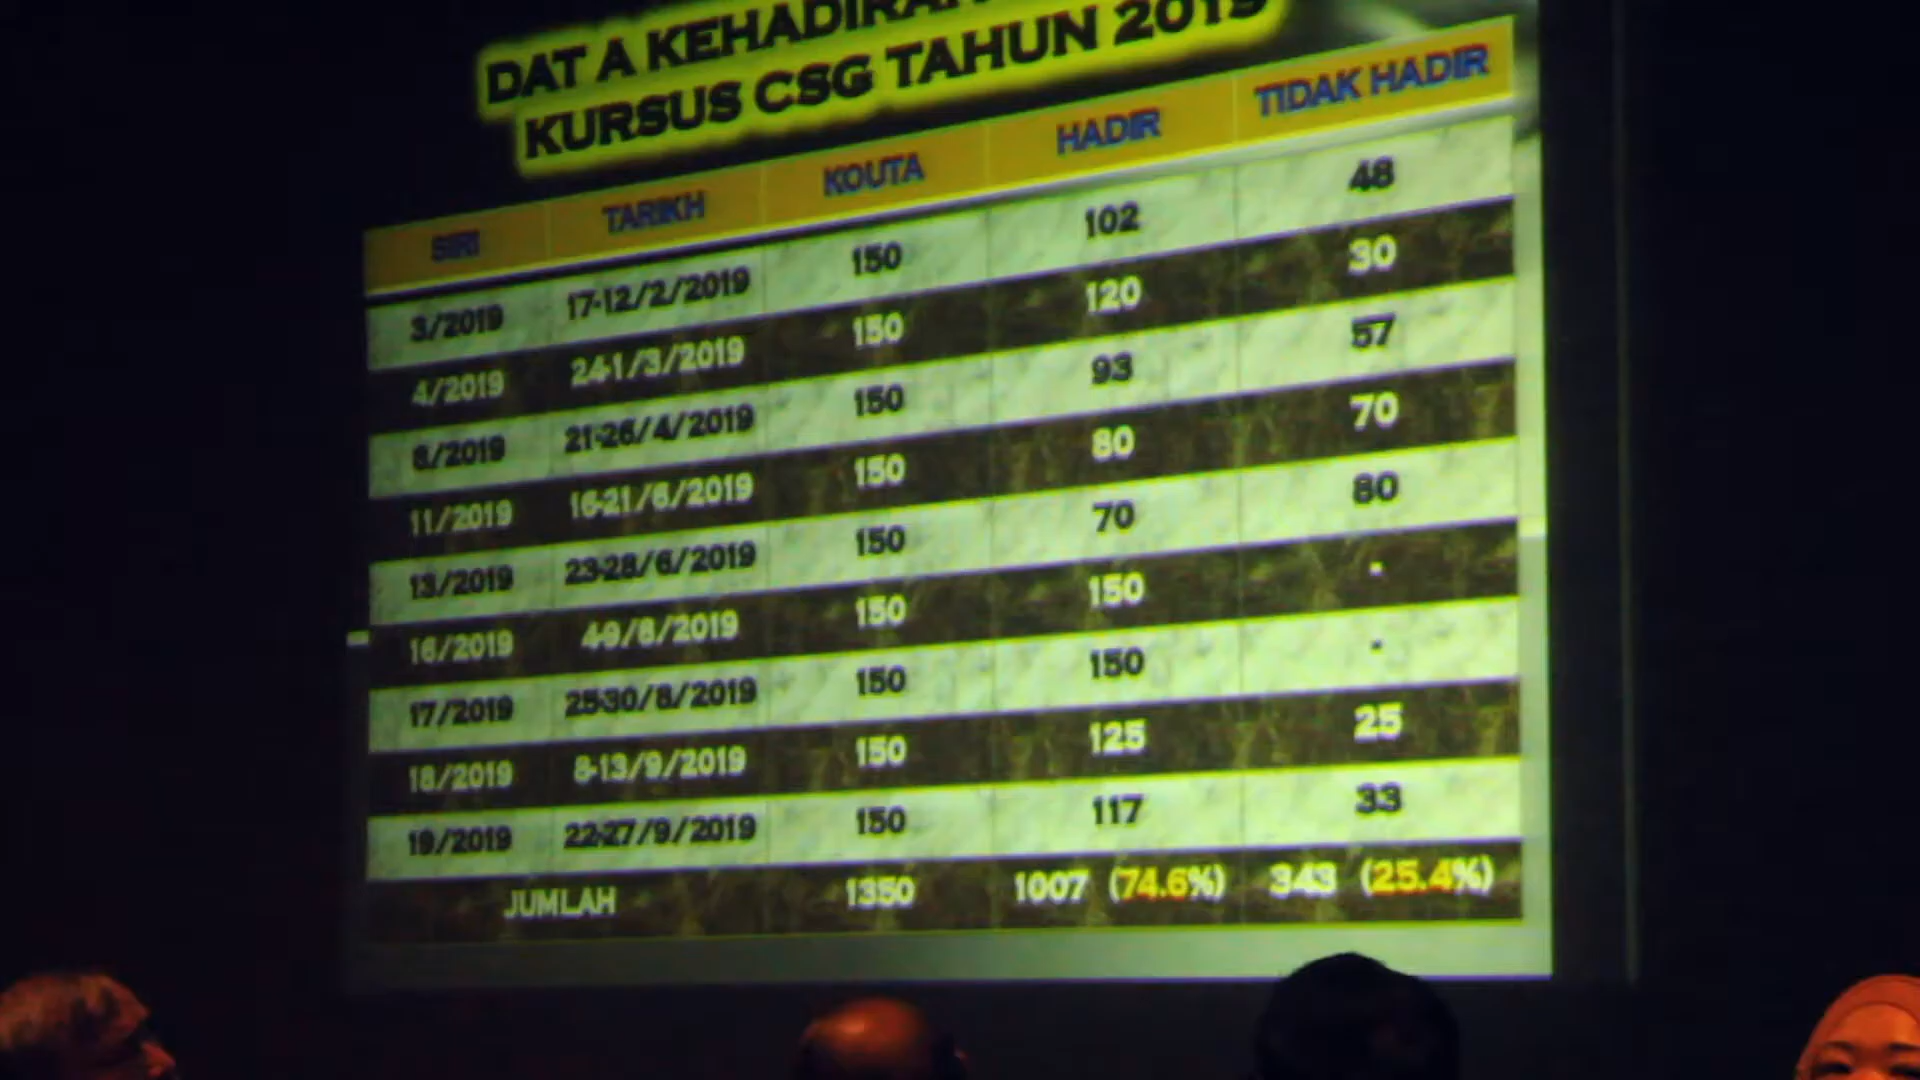 DAT A KEHADIRAN
KURSUS CSG TAHUN 2019
SIRI TARIKH KOUTA HADIR TIDAK HADIR
3/2019 17-12/2/2019 150 102 48
4/2019 24-1/3/2019 150 120 30
8/2019 21-26/4/2019 150 93 57
11/2019 16-21/6/2019 150 80 70
13/2019 23-28/6/2019 150 70 80
16/2019 4-9/8/2019 150 150 -
17/2019 25-30/8/2019 150 150 -
18/2019 8-13/9/2019 150 125 25
19/2019 22-27/9/2019 150 117 33
JUMLAH 1350 1007 (74.6%) 343 (25.4%)